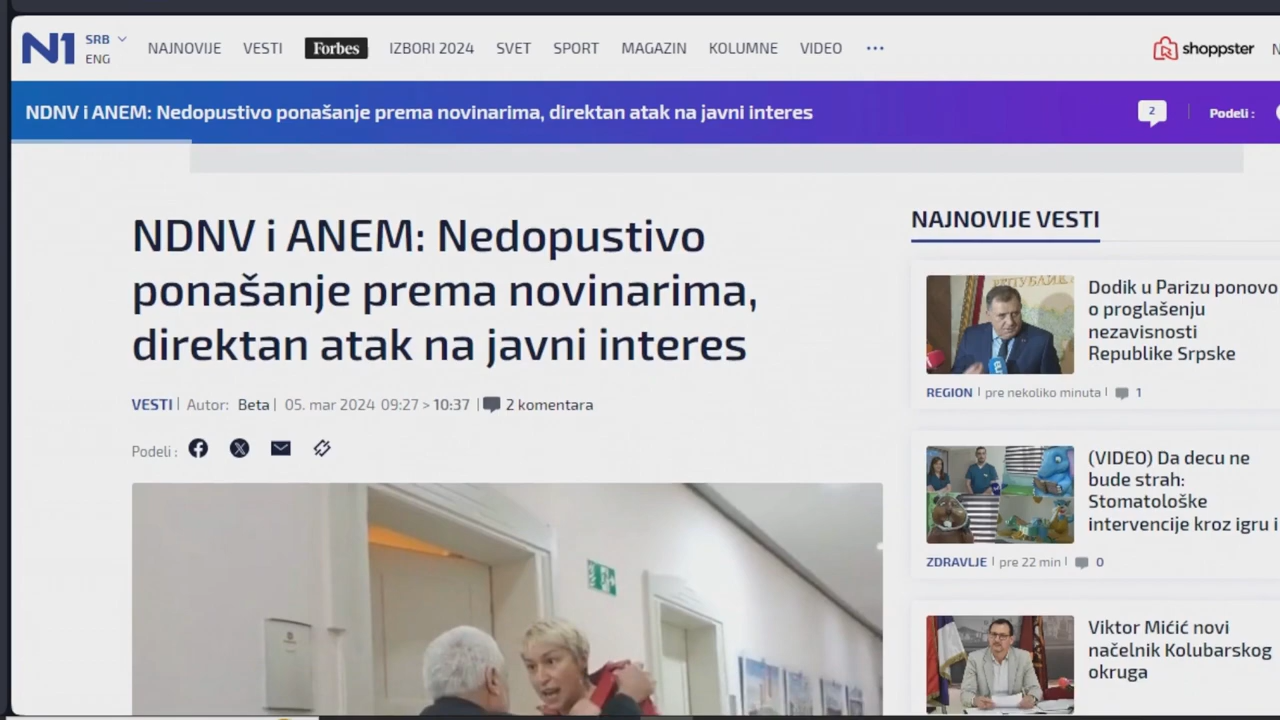 N1
SRB
ENG
NAJNOVIJE VESTI Forbes IZBORI 2024 SVET SPORT MAGAZIN KOLUMNE VIDEO ...
shoppster
NDNV i ANEM: Nedopustivo ponašanje prema novinarima, direktan atak na javni interes
2
Podeli :
NDNV i ANEM: Nedopustivo
ponašanje prema novinarima,
direktan atak na javni interes
VESTI | Autor: Beta | 05. mar 2024 09:27 > 10:37 | 2 komentara
Podeli :
NAJNOVIJE VESTI
Dodik u Parizu ponovo
o proglašenju
nezavisnosti
Republike Srpske
REGION | pre nekoliko minuta | 1
(VIDEO) Da decu ne
bude strah:
Stomatološke
intervencije kroz igru i
ZDRAVLJE | pre 22 min | 0
Viktor Mićić novi
načelnik Kolubarskog
okruga